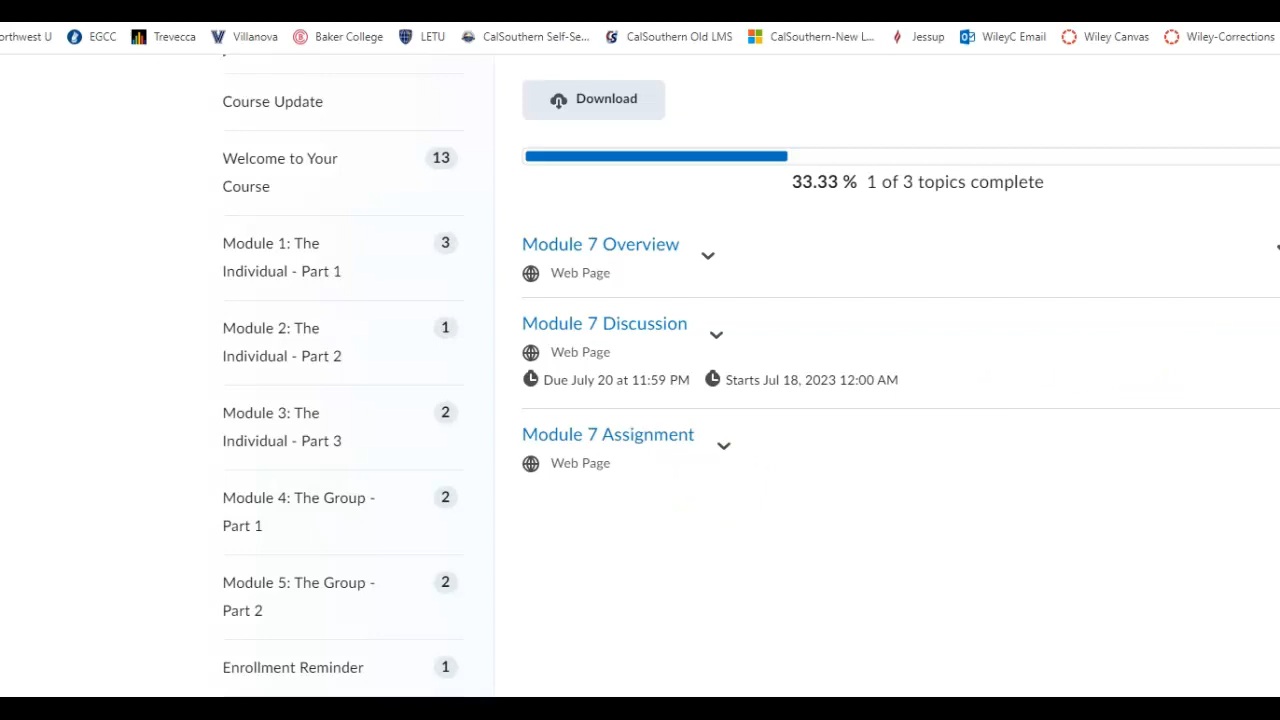 orthwest U EGCC Trevecca Villanova Baker College LETU CalSouthern Self-Se... CalSouthern Old LMS CalSouthern-New L... Jessup WileyC Email Wiley Canvas Wiley-Corrections
Course Update
Welcome to Your 13
Course
Module 1: The 3
Individual - Part 1
Module 2: The 1
Individual - Part 2
Module 3: The 2
Individual - Part 3
Module 4: The Group - 2
Part 1
Module 5: The Group - 2
Part 2
Enrollment Reminder 1
Download
33.33 % 1 of 3 topics complete
Module 7 Overview
Web Page
Module 7 Discussion
Web Page
Due July 20 at 11:59 PM Starts Jul 18, 2023 12:00 AM
Module 7 Assignment
Web Page